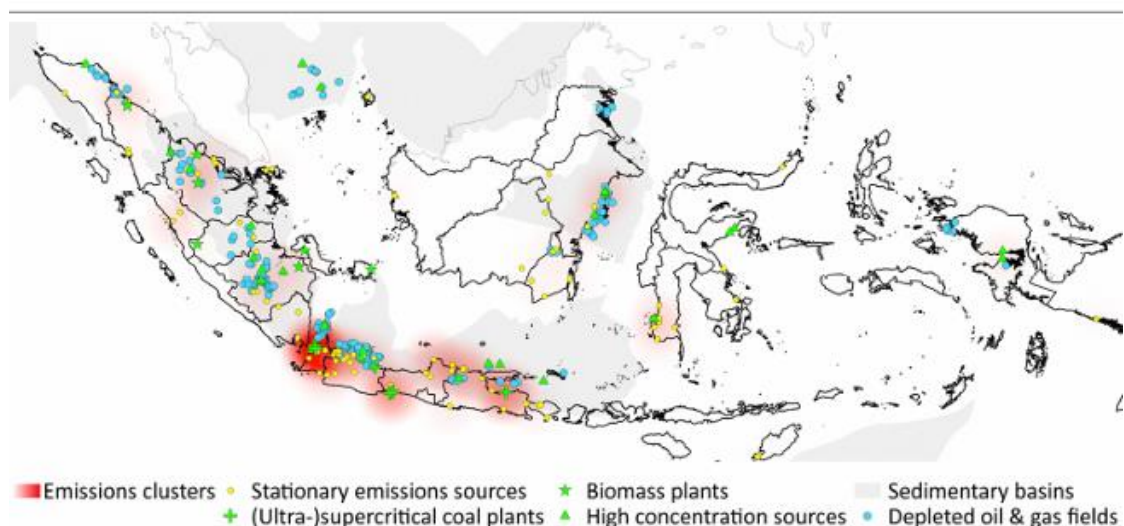 Emissions clusters Stationary emissions sources Biomass plants Sedimentary basins
(Ultra-)supercritical coal plants High concentration sources Depleted oil & gas fields